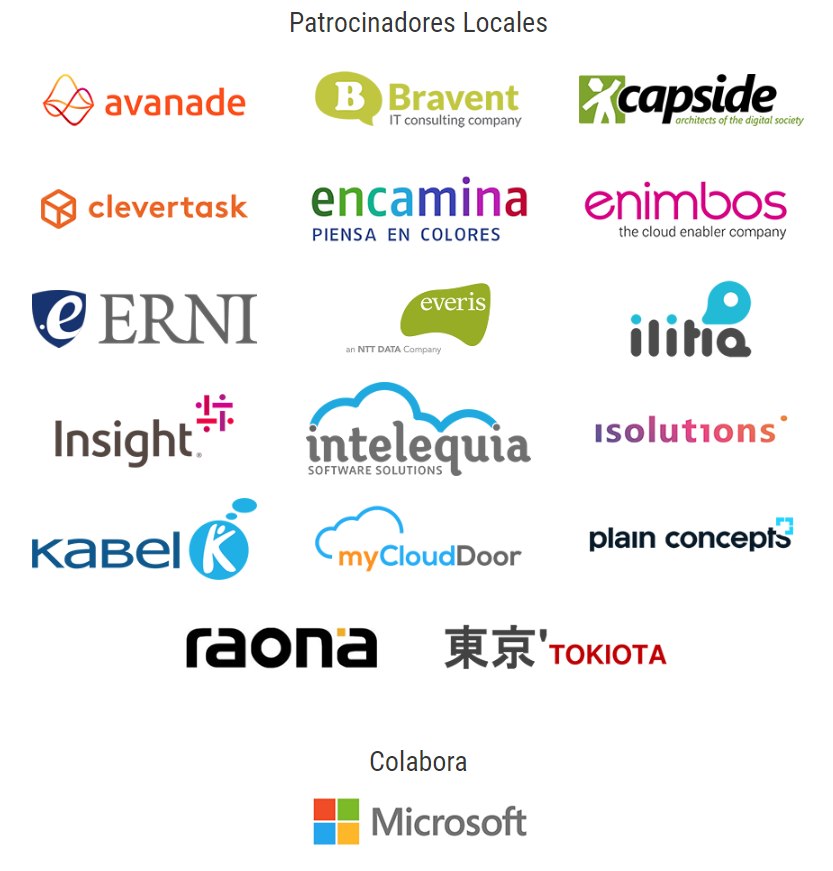 Patrocinadores Locales
avanade
B Bravent
IT consulting company
capside
architects of the digital society
clevertask
encamina
PIENSA EN COLORES
enimbos
the cloud enabler company
e ERNI
everis
an NTT DATA Company
ilitia
Insight®
intelequia
SOFTWARE SOLUTIONS
ısolutıons
Kabel K
myCloudDoor
plain concepts
raona
東京'TOKIOTA
Colabora
Microsoft